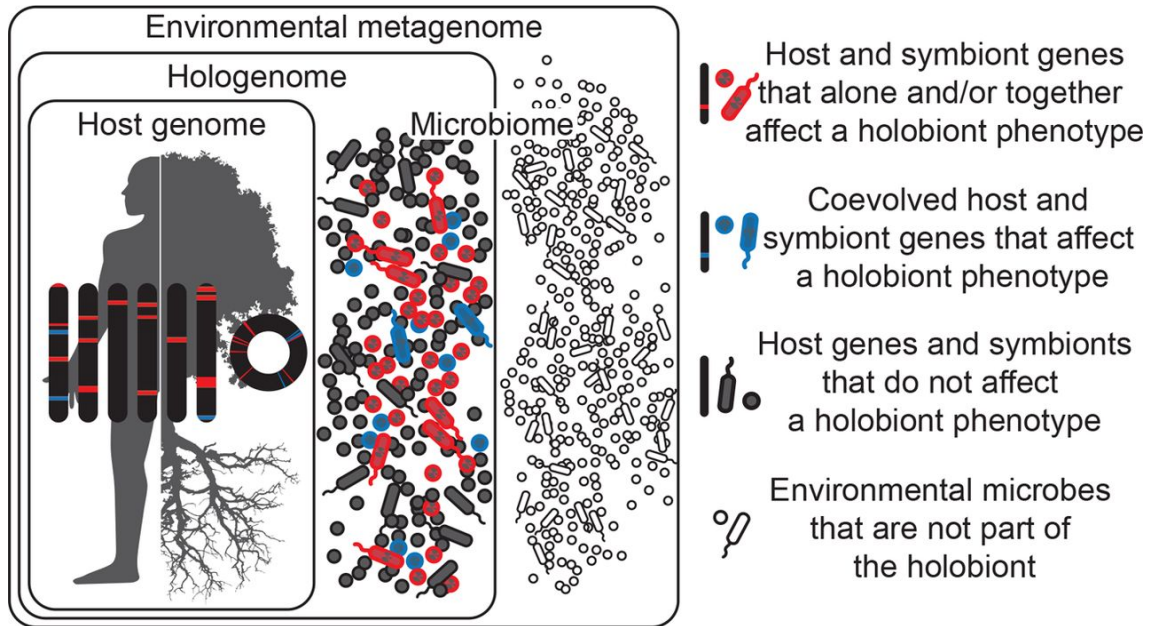 Environmental metagenome
Hologenome
Host genome
Microbiome
Host and symbiont genes
that alone and/or together
affect a holobiont phenotype
Coevolved host and
symbiont genes that affect
a holobiont phenotype
Host genes and symbionts
that do not affect
a holobiont phenotype
Environmental microbes
that are not part of
the holobiont